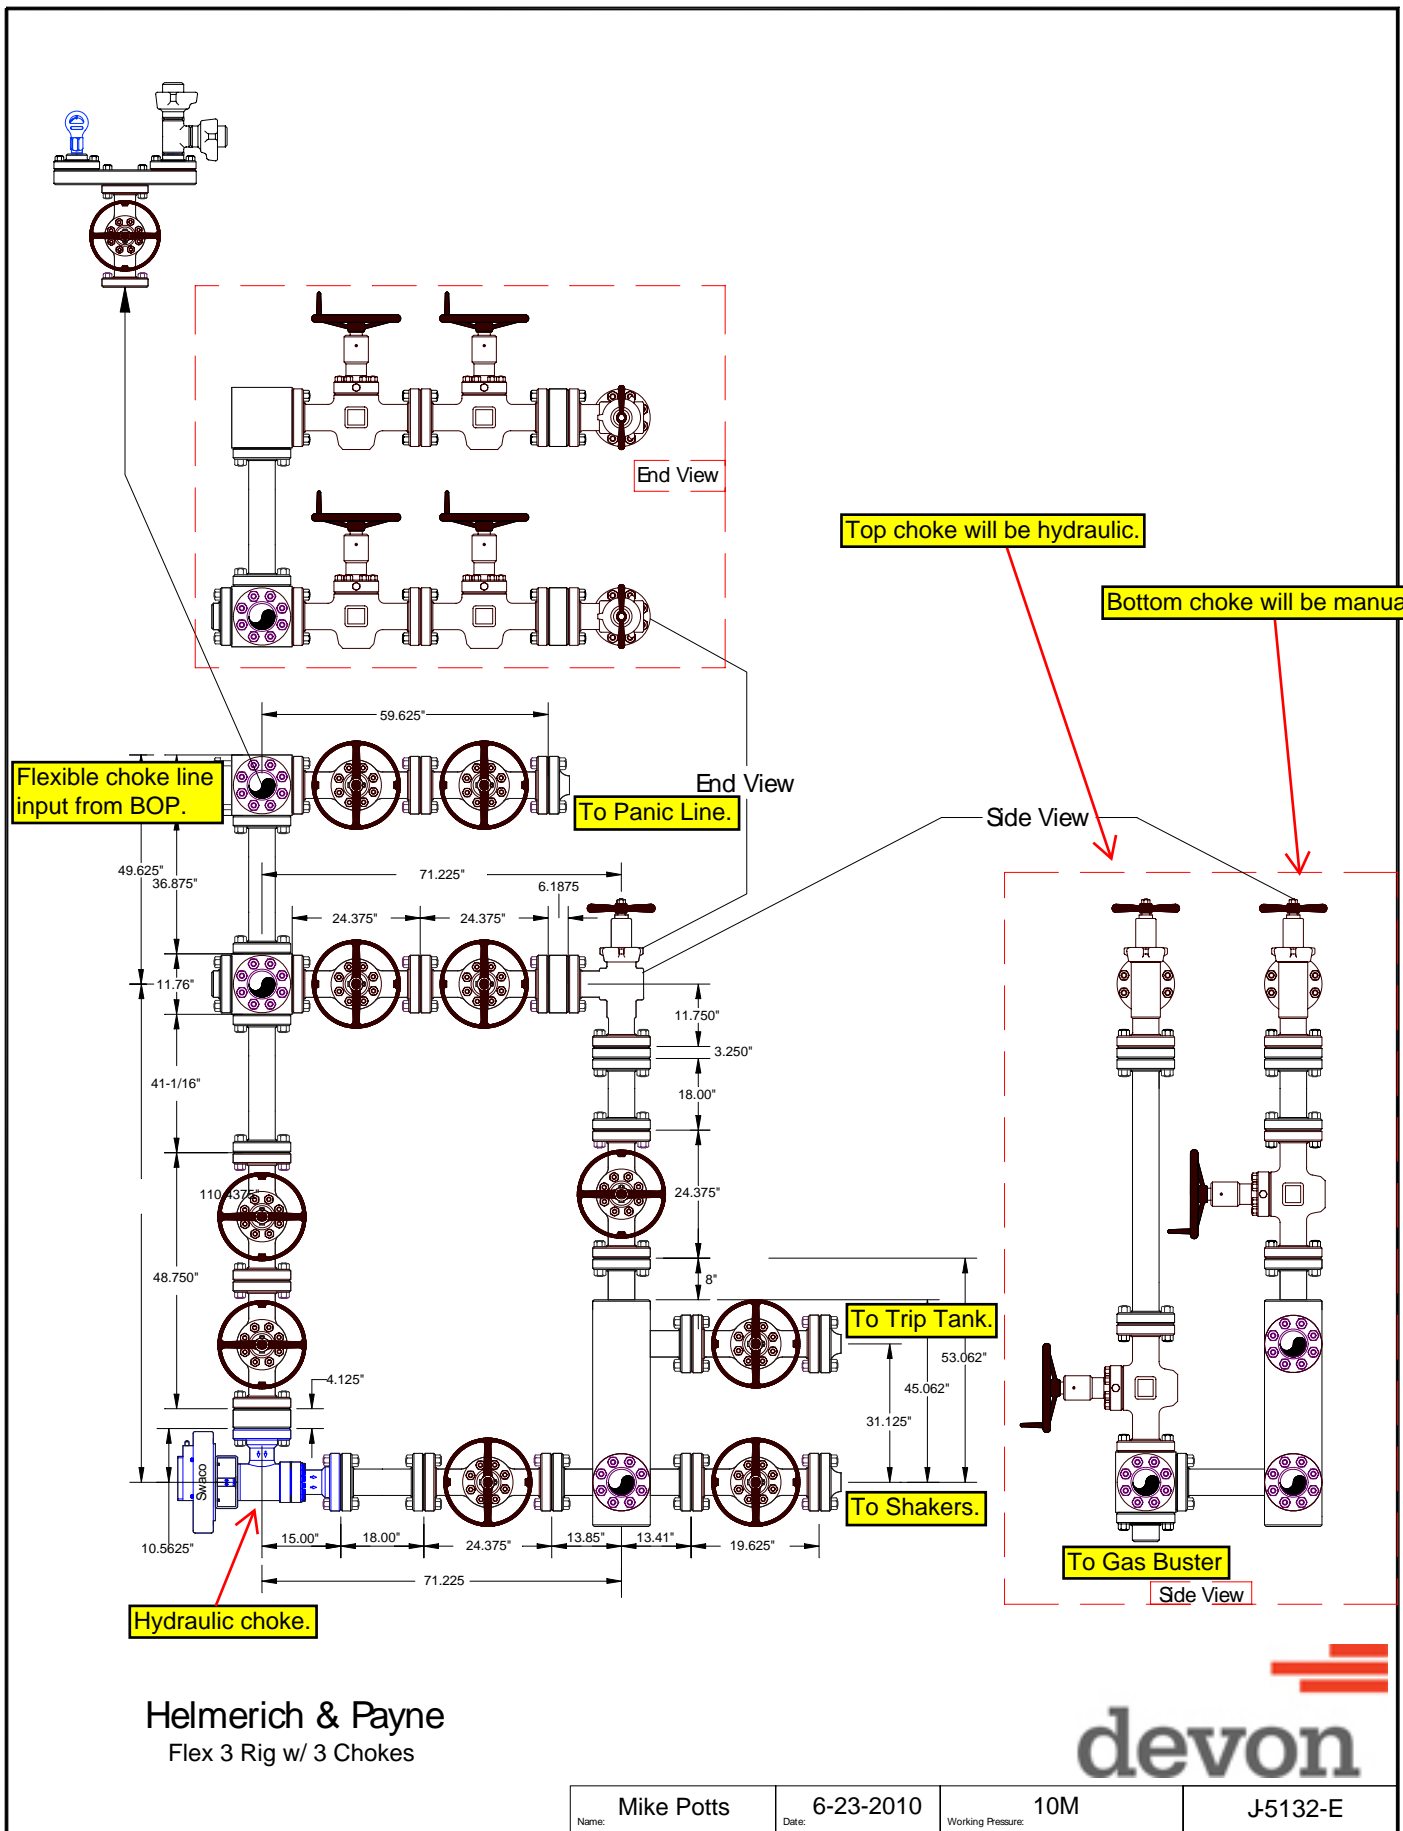 End View
Top choke will be hydraulic.
Bottom choke will be manua
59.625"
Flexible choke line
input from BOP.
End View
To Panic Line.
Side View
49.625"
36.875"
71.225"
6.1875
24.375"
24.375"
11.76"
11.750"
3.250"
41-1/16"
18.00"
110.4375"
24.375"
48.750"
8"
To Trip Tank.
53.062"
4.125"
45.062"
31.125"
Swaco
To Shakers.
10.5625"
15.00"
18.00"
24.375"
13.85"
13.41"
19.625"
71.225
To Gas Buster
Side View
Hydraulic choke.
Helmerich & Payne
Flex 3 Rig w/ 3 Chokes
devon
Name: Mike Potts
Date: 6-23-2010
Working Pressure: 10M
J-5132-E